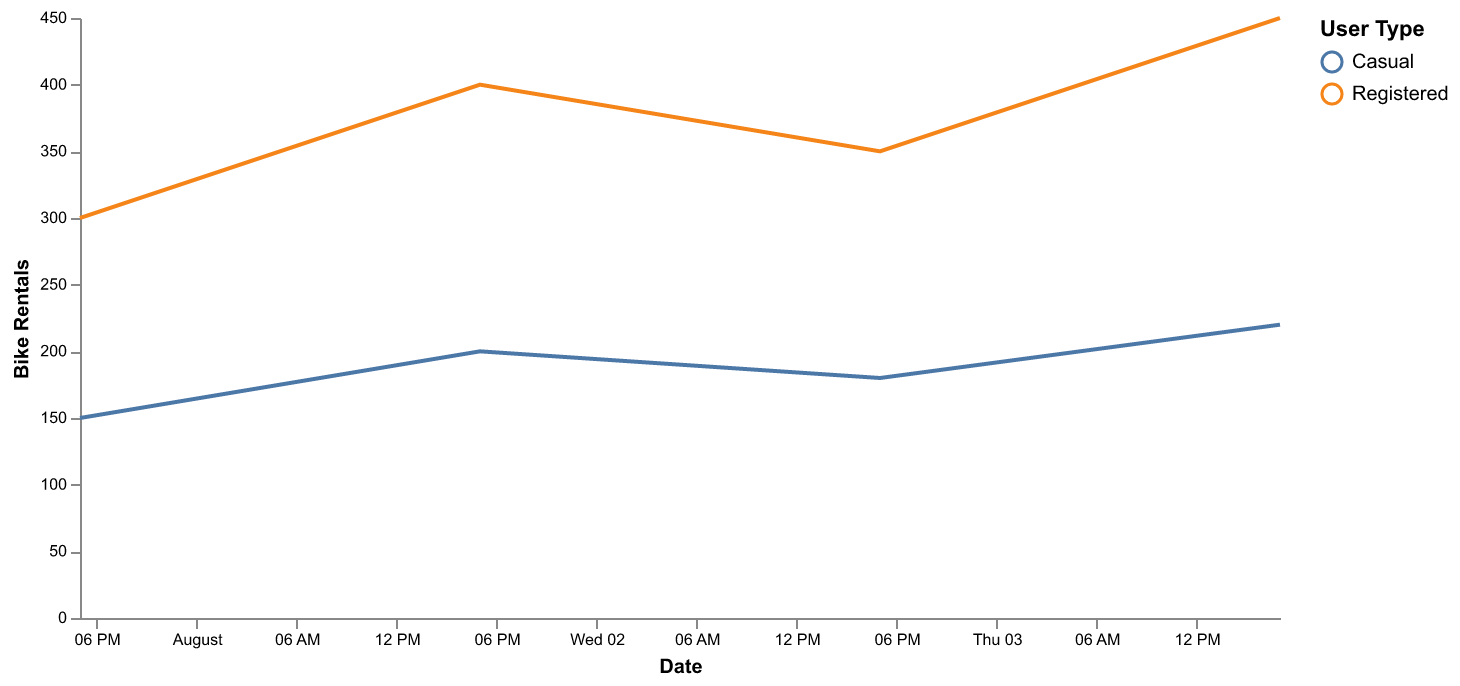 450
400
350
300
250
200
150
100
50
0
Bike Rentals
06 PM August 06 AM 12 PM 06 PM Wed 02 06 AM 12 PM 06 PM Thu 03 06 AM 12 PM
Date
User Type
Casual
Registered